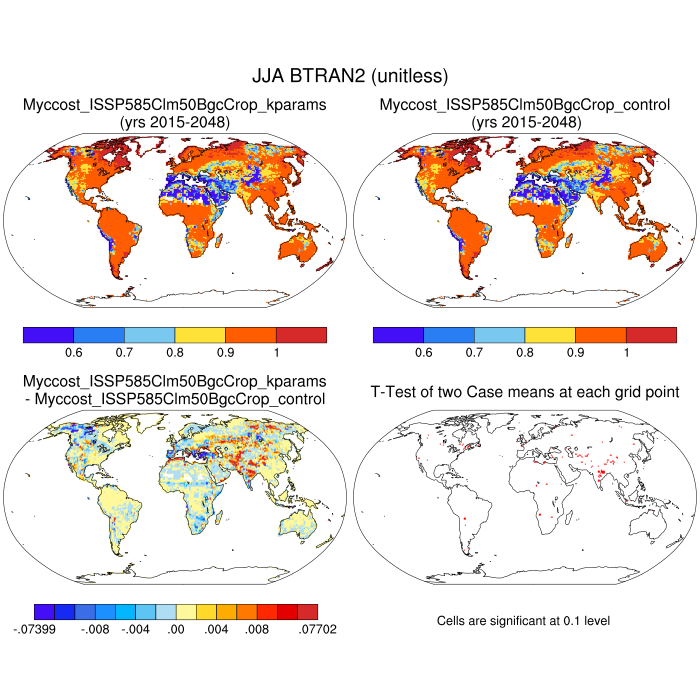 JJA BTRAN2 (unitless)
Myccost_ISSP585Clm50BgcCrop_kparams
(yrs 2015-2048)
Myccost_ISSP585Clm50BgcCrop_control
(yrs 2015-2048)
0.6 0.7 0.8 0.9 1
0.6 0.7 0.8 0.9 1
Myccost_ISSP585Clm50BgcCrop_kparams
- Myccost_ISSP585Clm50BgcCrop_control
T-Test of two Case means at each grid point
-.07399 -.008 -.004 .00 .004 .008 .07702
Cells are significant at 0.1 level